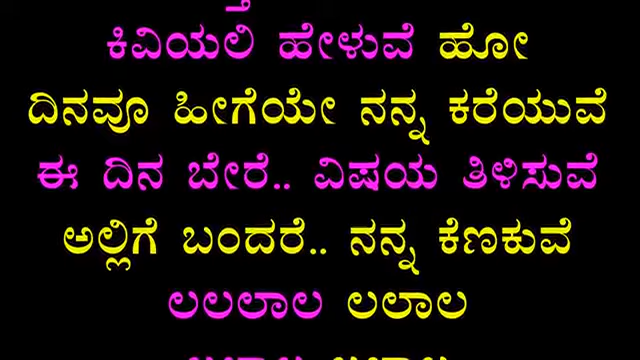 ಕಿವಿಯಲಿ ಹೇಳುವೆ ಹೋ
ದಿನವೂ ಹೀಗೆಯೇ ನನ್ನ ಕರೆಯುವೆ
ಈ ದಿನ ಬೇರೆ.. ವಿಷಯ ತಿಳಿಸುವೆ
ಅಲ್ಲಿಗೆ ಬಂದರೆ.. ನನ್ನ ಕೆಣಕುವೆ
ಲಲಲಾಲ ಲಲಾಲ